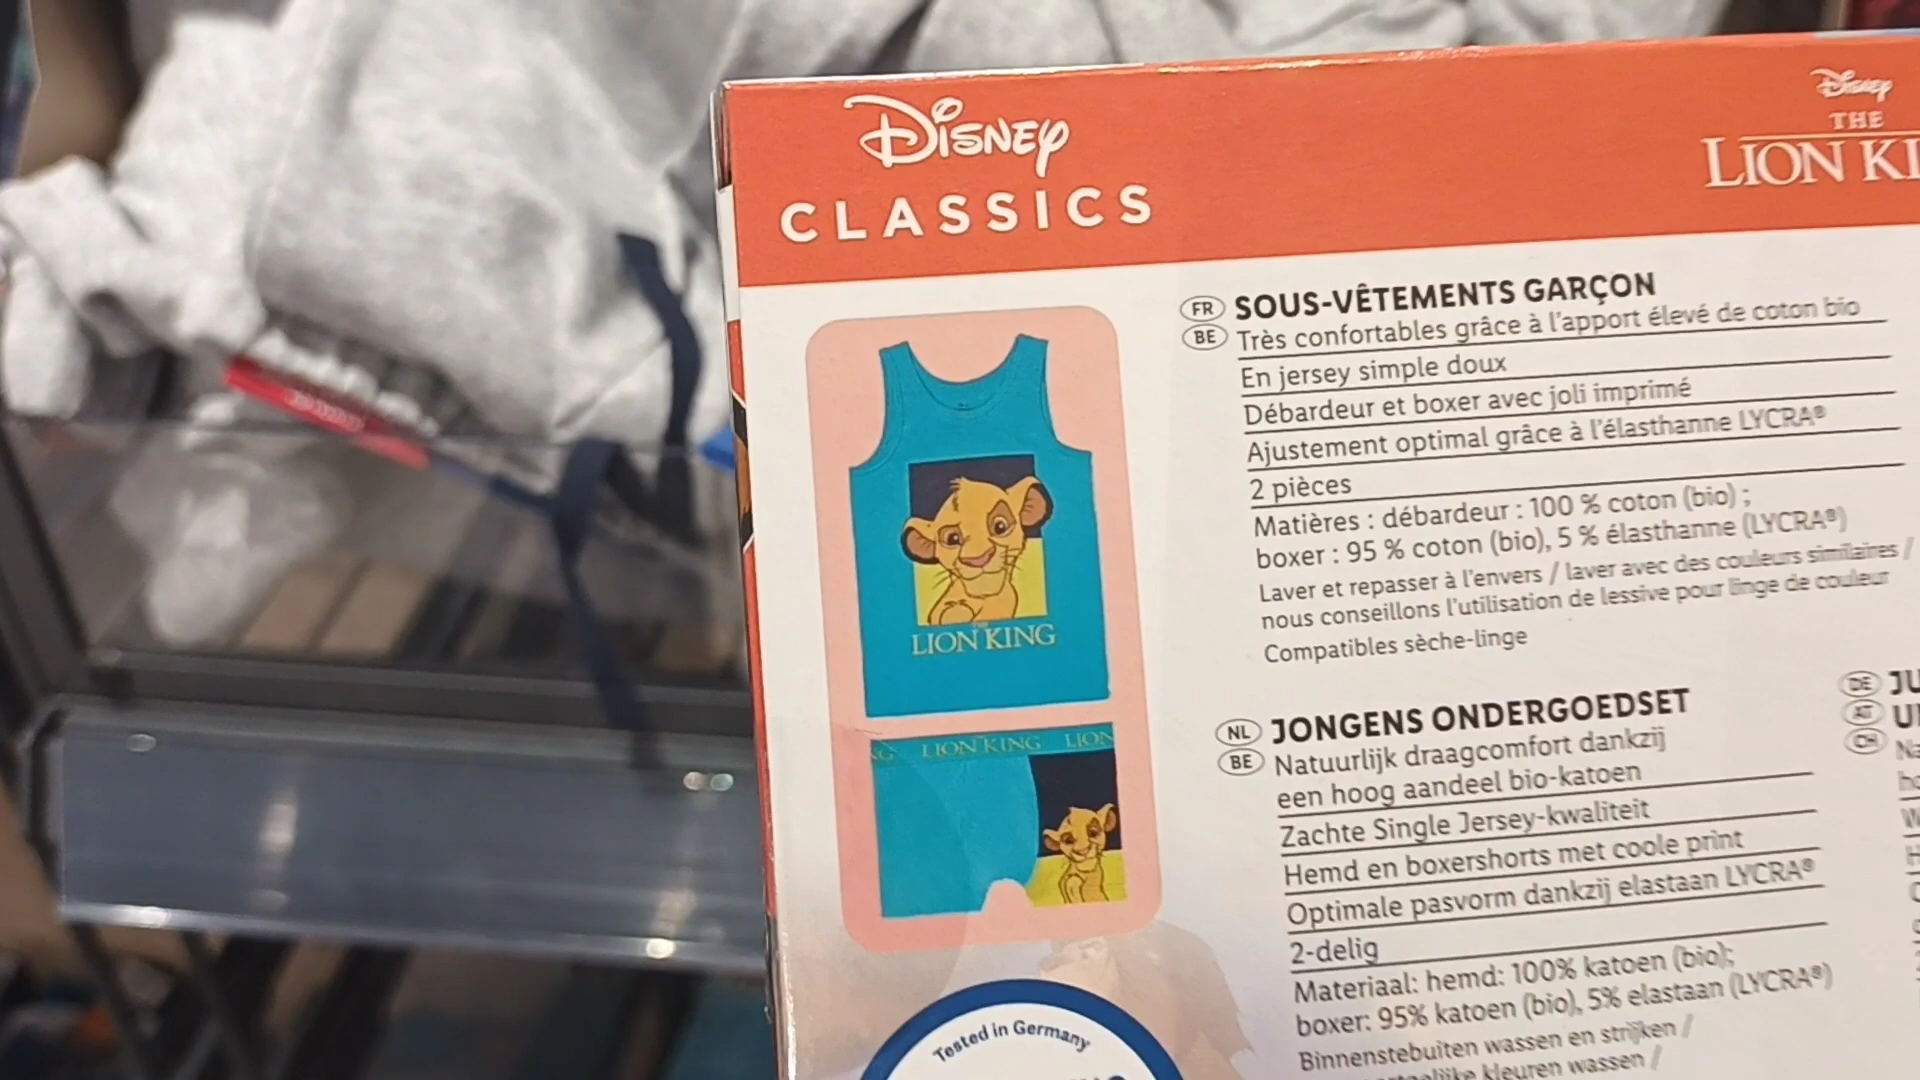 Disney
CLASSICS
Disney
THE
LION KI
FR SOUS-VÊTEMENTS GARÇON
BE Très confortables grâce à l'apport élevé de coton bio
En jersey simple doux
Débardeur et boxer avec joli imprimé
Ajustement optimal grâce à l'élasthanne LYCRA®
2 pièces
Matières : débardeur : 100 % coton (bio) ;
boxer : 95 % coton (bio), 5 % élasthanne (LYCRA®)
Laver et repasser à l'envers / laver avec des couleurs similaires /
nous conseillons l'utilisation de lessive pour linge de couleur
Compatibles sèche-linge
THE
LION KING
NG LION KING LION
NL JONGENS ONDERGOEDSET
BE Natuurlijk draagcomfort dankzij
een hoog aandeel bio-katoen
Zachte Single Jersey-kwaliteit
Hemd en boxershorts met coole print
Optimale pasvorm dankzij elastaan LYCRA®
2-delig
Materiaal: hemd: 100% katoen (bio);
boxer: 95% katoen (bio), 5% elastaan (LYCRA®)
Binnenstebuiten wassen en strijken /
kleuren wassen /
DE JU
AT U
CH Na
Tested in Germany